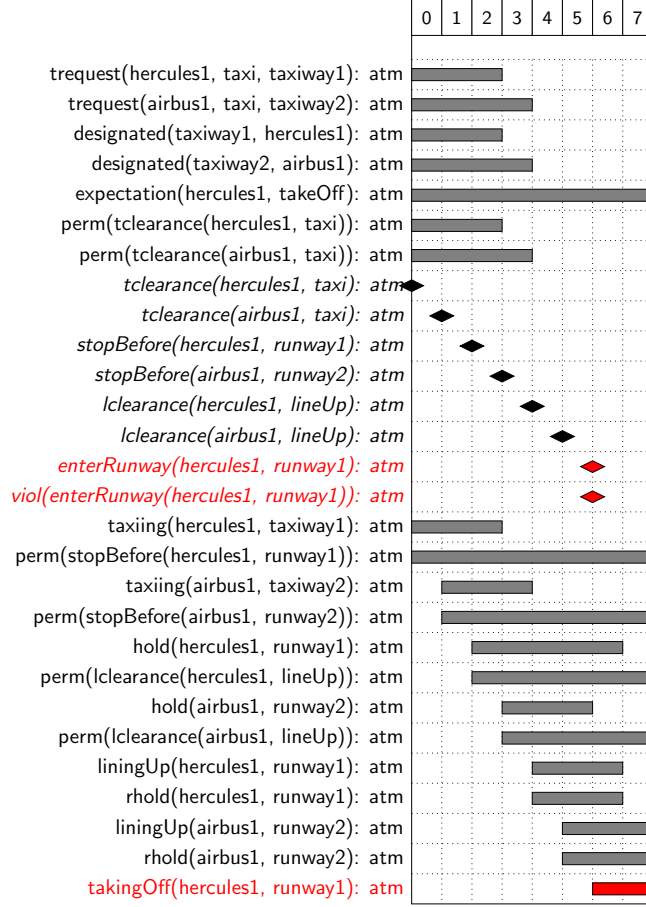 0 1 2 3 4 5 6 7
trequest(hercules1, taxi, taxiway1): atm
trequest(airbus1, taxi, taxiway2): atm
designated(taxiway1, hercules1): atm
designated(taxiway2, airbus1): atm
expectation(hercules1, takeOff): atm
perm(tclearance(hercules1, taxi)): atm
perm(tclearance(airbus1, taxi)): atm
tclearance(hercules1, taxi): atm
tclearance(airbus1, taxi): atm
stopBefore(hercules1, runway1): atm
stopBefore(airbus1, runway2): atm
lclearance(hercules1, lineUp): atm
lclearance(airbus1, lineUp): atm
enterRunway(hercules1, runway1): atm
viol(enterRunway(hercules1, runway1)): atm
taxiing(hercules1, taxiway1): atm
perm(stopBefore(hercules1, runway1)): atm
taxiing(airbus1, taxiway2): atm
perm(stopBefore(airbus1, runway2)): atm
hold(hercules1, runway1): atm
perm(lclearance(hercules1, lineUp)): atm
hold(airbus1, runway2): atm
perm(lclearance(airbus1, lineUp)): atm
liningUp(hercules1, runway1): atm
rhold(hercules1, runway1): atm
liningUp(airbus1, runway2): atm
rhold(airbus1, runway2): atm
takingOff(hercules1, runway1): atm